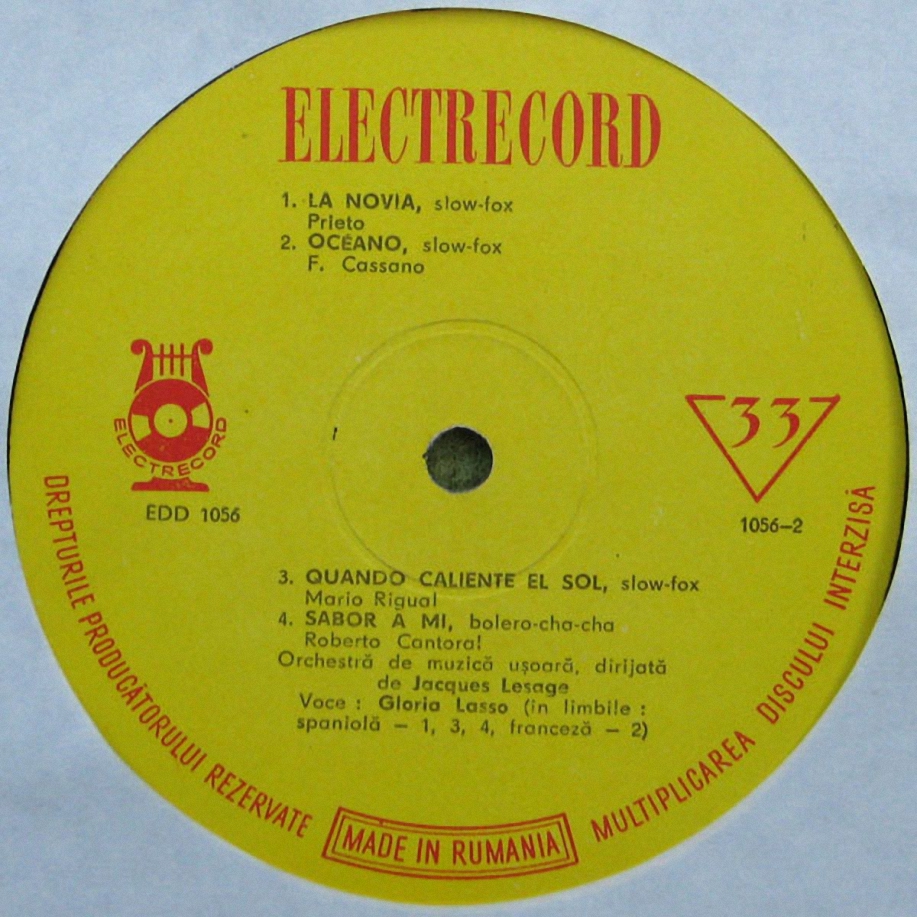 ELECTRECORD
1. LA NOVIA, slow-fox
Prieto
2. OCÉANO, slow-fox
F. Cassano
ELECTRECORD
EDD 1056
33
1056-2
3. QUANDO CALIENTE EL SOL, slow-fox
Mario Rigual
4. SABOR A MI, bolero-cha-cha
Roberto Cantoral
Orchestră de muzică ușoară, dirijată
de Jacques Lesage
Voce : Gloria Lasso (în limbile :
spaniolă — 1, 3, 4, franceză — 2)
DREPTURILE PRODUCĂTORULUI REZERVATE
MADE IN RUMANIA
MULTIPLICAREA DISCULUI INTERZISĂ